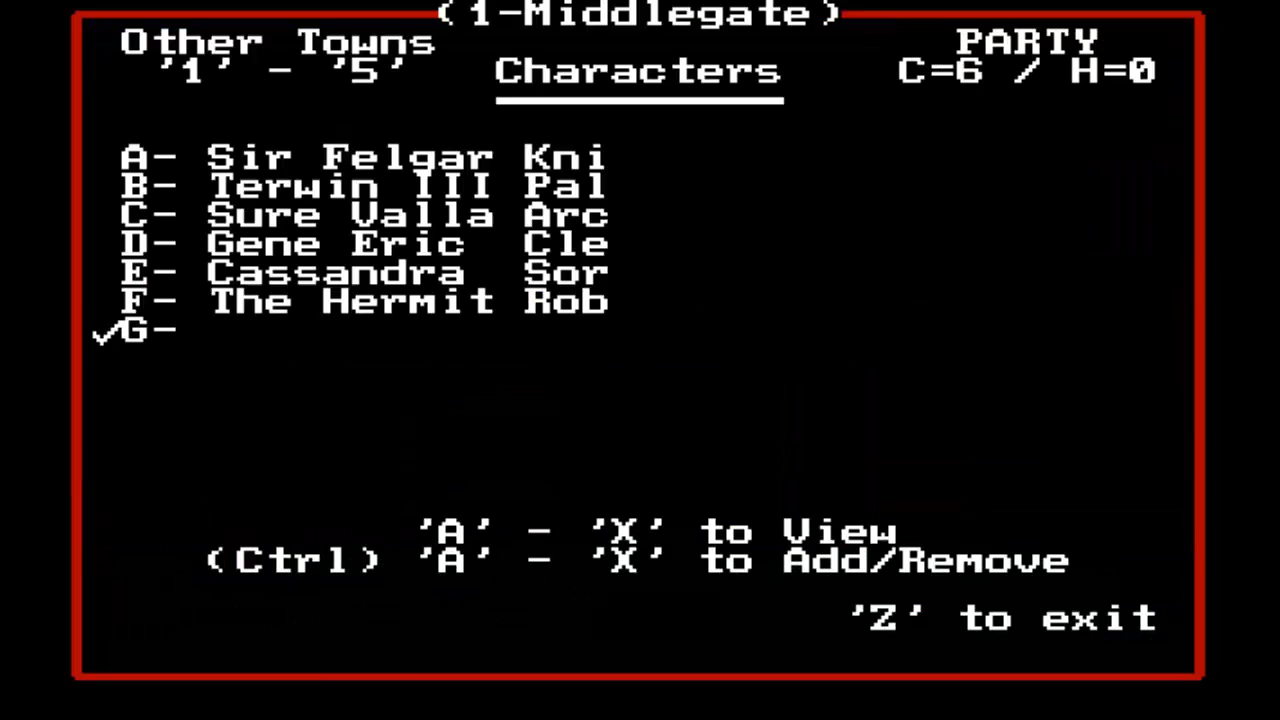 (1-Middlegate)
Other Towns PARTY
'1' - '5' Characters C=6 / H=0
A- Sir Felgar Kni
B- Terwin III Pal
C- Sure Valla Arc
D- Gene Eric Cle
E- Cassandra Sor
F- The Hermit Rob
✓G-
'A' - 'X' to View
(Ctrl) 'A' - 'X' to Add/Remove
'Z' to exit